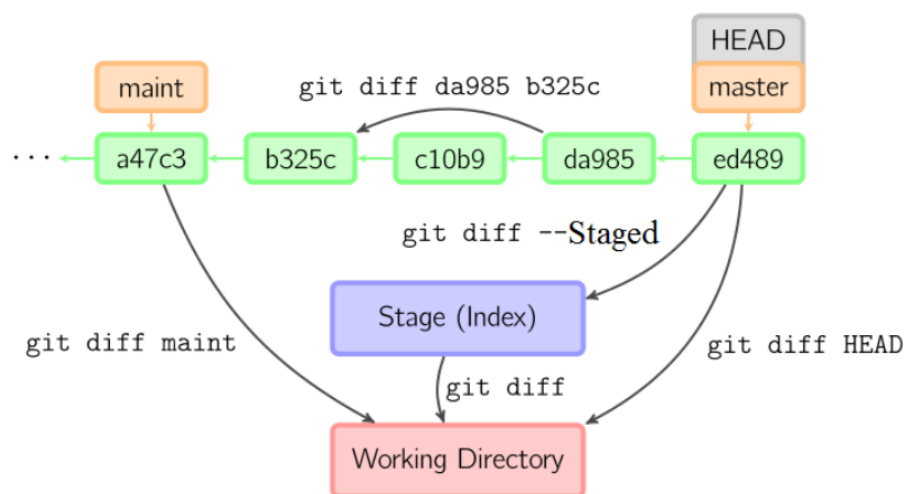 HEAD
maint
git diff da985 b325c
master
...
a47c3
b325c
c10b9
da985
ed489
git diff --Staged
Stage (Index)
git diff maint
git diff HEAD
git diff
Working Directory